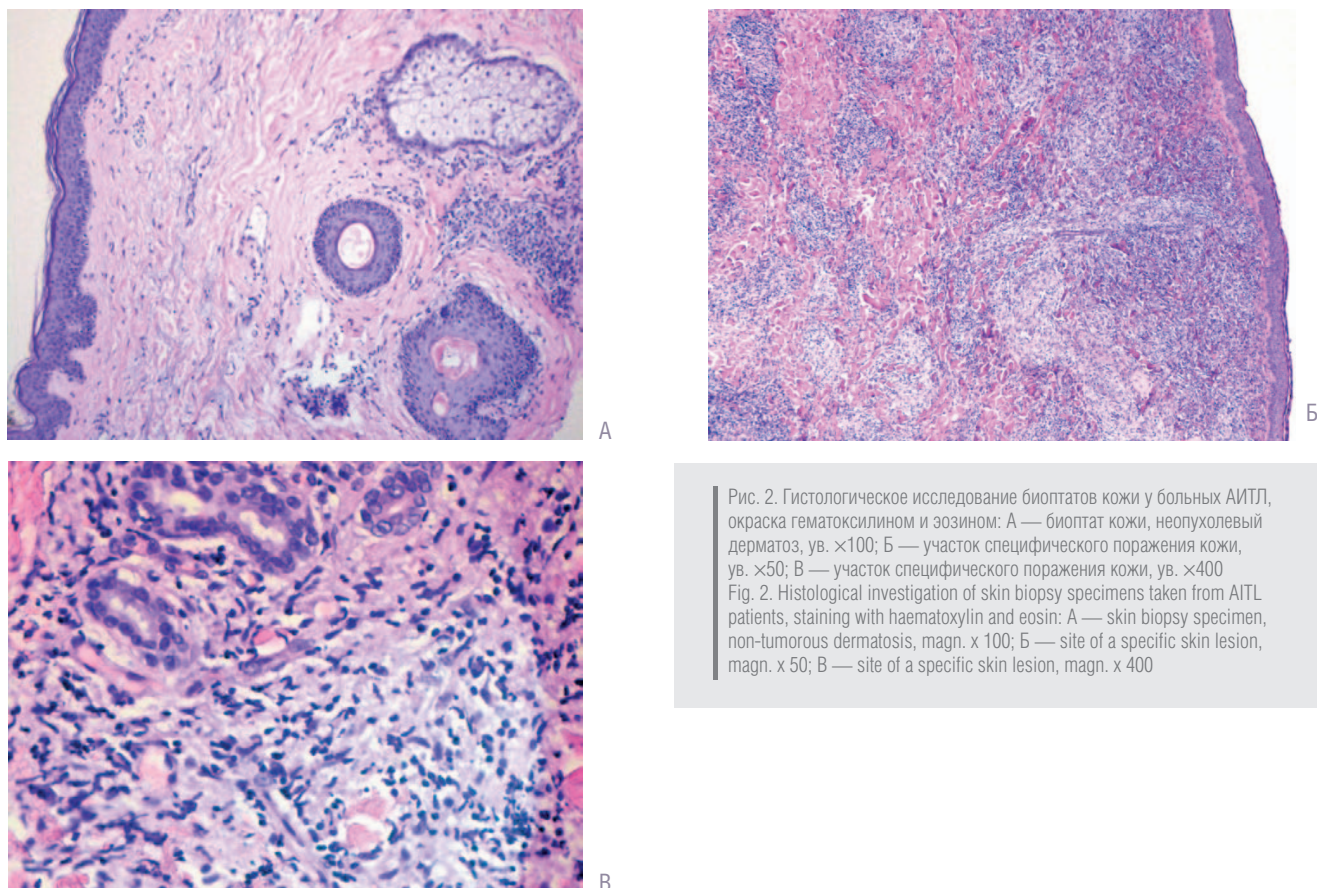 А
Б
В
Рис. 2. Гистологическое исследование биоптатов кожи у больных АИТЛ,
окраска гематоксилином и эозином: А — биоптат кожи, неопухолевый
дерматоз, ув. ×100; Б — участок специфического поражения кожи,
ув. ×50; В — участок специфического поражения кожи, ув. ×400
Fig. 2. Histological investigation of skin biopsy specimens taken from AITL
patients, staining with haematoxylin and eosin: A — skin biopsy specimen,
non-tumorous dermatosis, magn. x 100; Б — site of a specific skin lesion,
magn. x 50; В — site of a specific skin lesion, magn. x 400